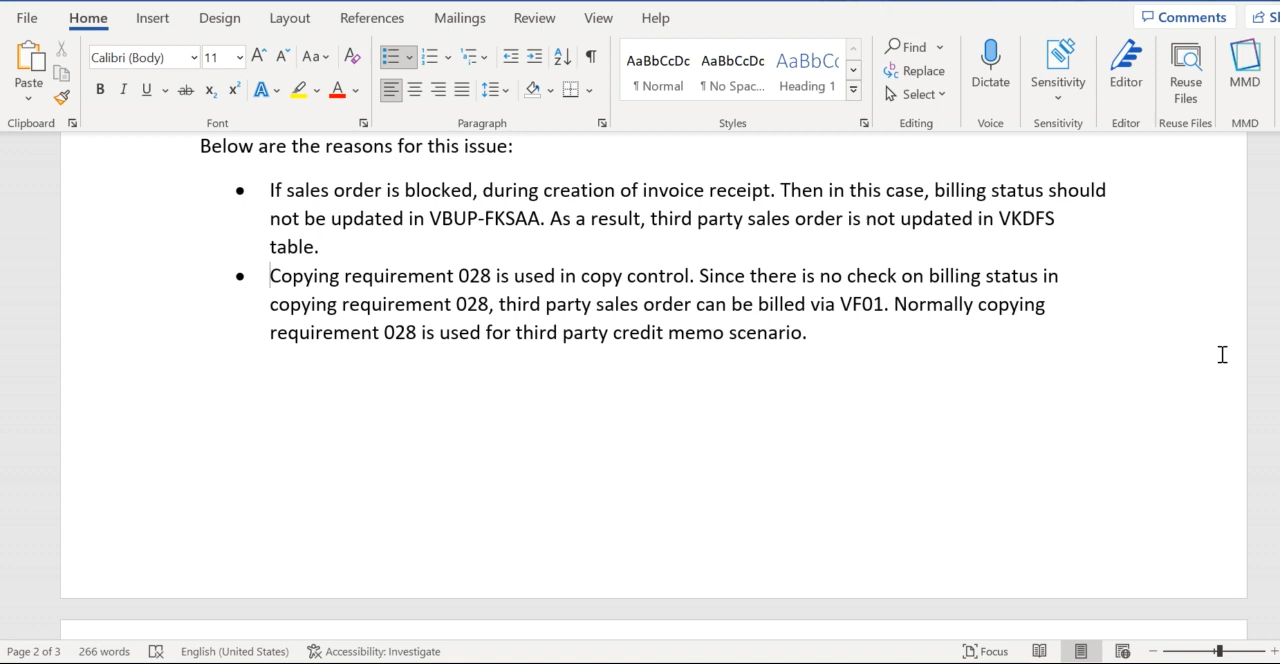 File Home Insert Design Layout References Mailings Review View Help Comments
Calibri (Body) 11 Aa
Paste
B I U ab x₂ x² A A
Clipboard Font Paragraph
AaBbCcDc AaBbCcDc AaBbCc
¶ Normal ¶ No Spac... Heading 1
Styles
Find
Replace
Select
Editing
Dictate
Voice
Sensitivity
Sensitivity
Editor
Editor
Reuse
Files
Reuse Files
MMD
MMD
Below are the reasons for this issue:
• If sales order is blocked, during creation of invoice receipt. Then in this case, billing status should
not be updated in VBUP-FKSAA. As a result, third party sales order is not updated in VKDFS
table.
• Copying requirement 028 is used in copy control. Since there is no check on billing status in
copying requirement 028, third party sales order can be billed via VF01. Normally copying
requirement 028 is used for third party credit memo scenario.
Page 2 of 3 266 words English (United States) Accessibility: Investigate Focus